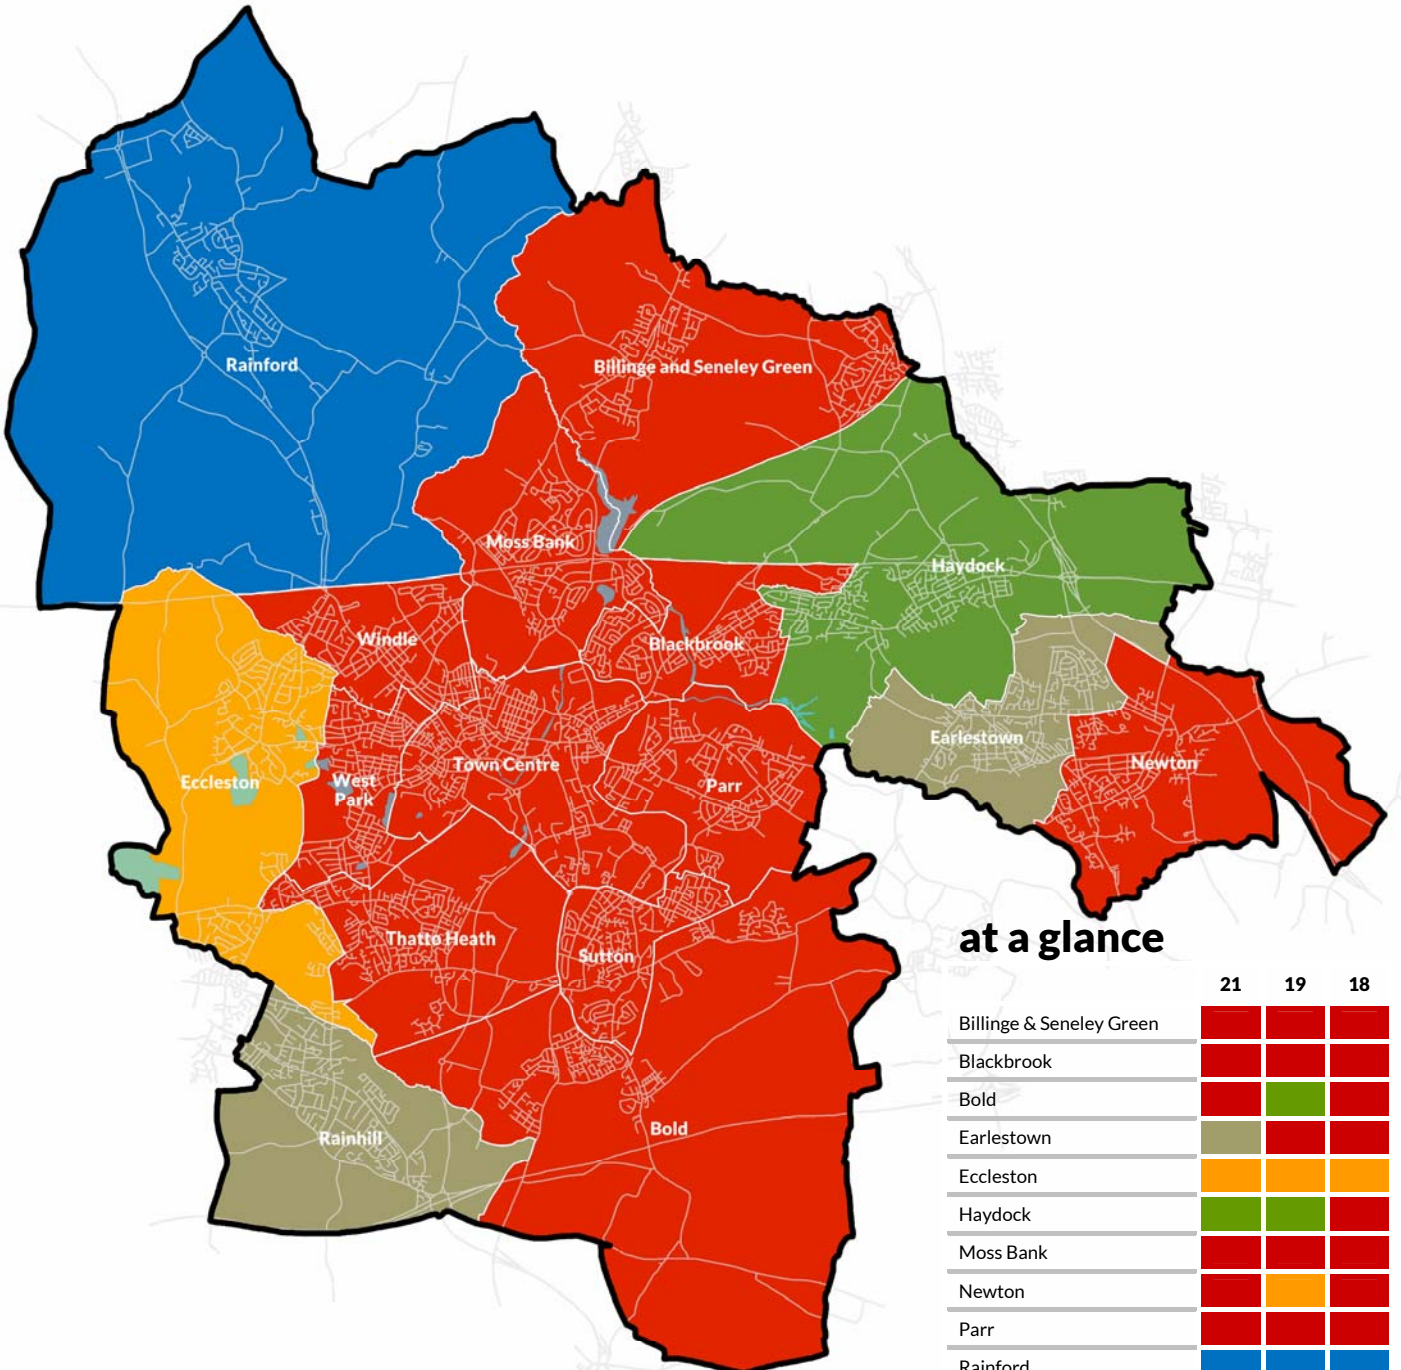 Rainford
Billinge and Seneley Green
Moss Bank
Haydock
Windle
Blackbrook
Earlestown
Town Centre
Newton
Eccleston
West
Park
Parr
Thatto Heath
Sutton
Rainhill
Bold
at a glance
21 19 18
Billinge & Seneley Green
Blackbrook
Bold
Earlestown
Eccleston
Haydock
Moss Bank
Newton
Parr
Rainford